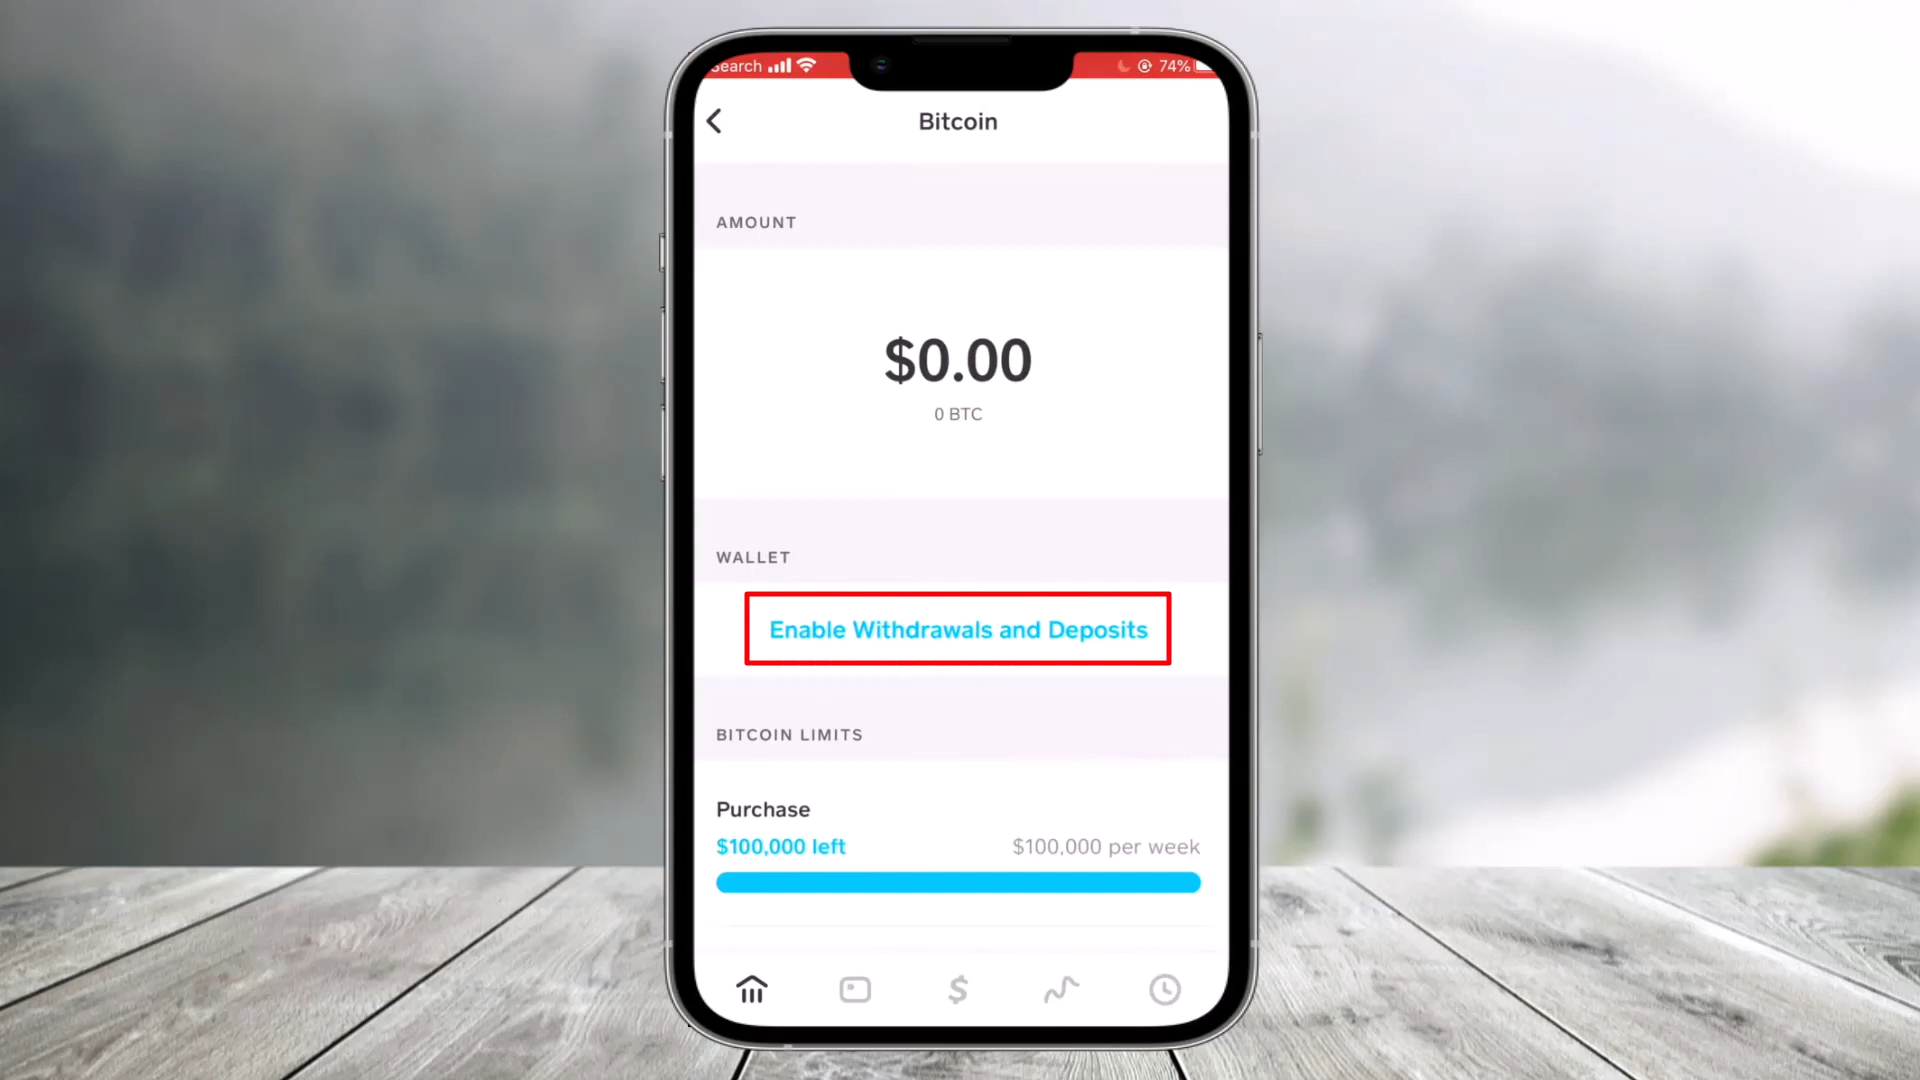 Search 74%
Bitcoin
AMOUNT
$0.00
0 BTC
WALLET
Enable Withdrawals and Deposits
BITCOIN LIMITS
Purchase
$100,000 left $100,000 per week